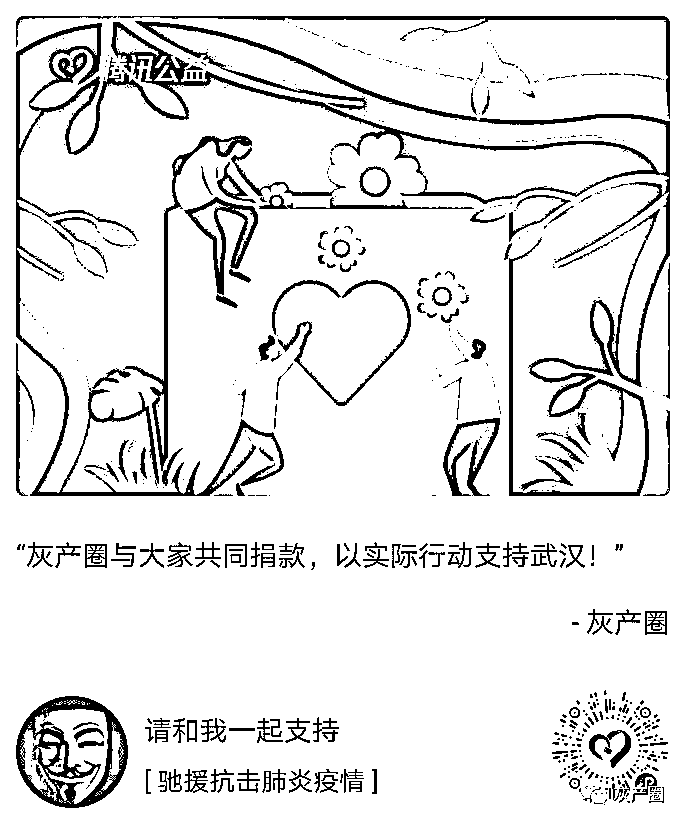 腾讯公益
“灰产圈与大家共同捐款，以实际行动支持武汉！”
- 灰产圈
请和我一起支持
[ 驰援抗击肺炎疫情 ]
灰产圈